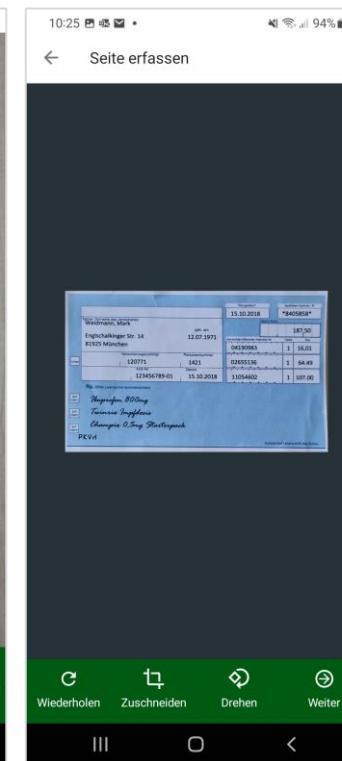 10:25 94%
Seite erfassen
15.10.2018 *8405858*
Weidmann, Mark
187,50
Englschalkinger Str. 14 12.07.1971
81925 München
04190983 1 16,01
120771 1421 02655136 1 64.49
123456789-01 15.10.2018 11054602 1 107.00
Ibuprofen 800mg
Twinrix Impfdosis
Champix 0,5mg Starterpack
PKV
Wiederholen Zuschneiden Drehen Weiter